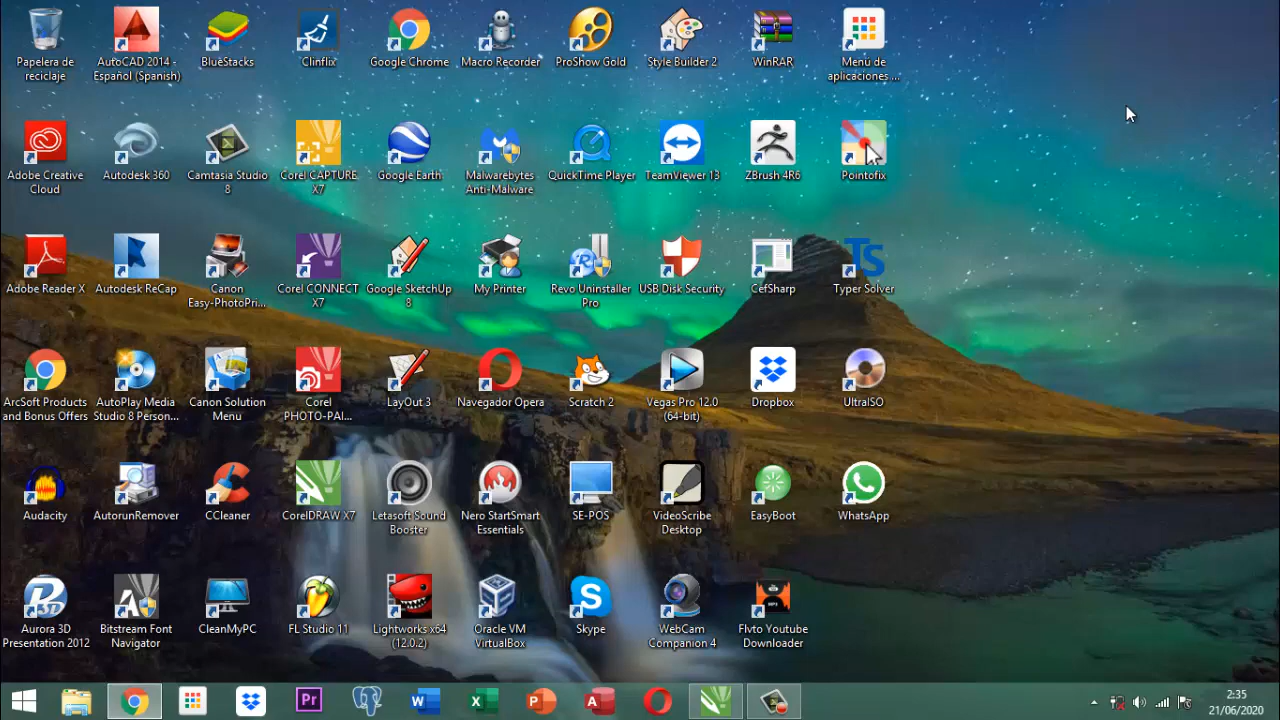 Papelera de
reciclaje
AutoCAD 2014 -
Español (Spanish)
BlueStacks
Clinflix
Google Chrome
Macro Recorder
ProShow Gold
Style Builder 2
WinRAR
Menú de
aplicaciones ...
Adobe Creative
Cloud
Autodesk 360
Camtasia Studio
8
Corel CAPTURE
X7
Google Earth
Malwarebytes
Anti-Malware
QuickTime Player
TeamViewer 13
ZBrush 4R6
Pointofix
Adobe Reader X
Autodesk ReCap
Canon
Easy-PhotoPri...
Corel CONNECT
X7
Google SketchUp
8
My Printer
Revo Uninstaller
Pro
USB Disk Security
CefSharp
Ts
Typer Solver
ArcSoft Products
and Bonus Offers
AutoPlay Media
Studio 8 Person...
Canon Solution
Menu
Corel
PHOTO-PAI...
LayOut 3
Navegador Opera
Scratch 2
Vegas Pro 12.0
(64-bit)
Dropbox
UltraISO
Audacity
AutorunRemover
CCleaner
CorelDRAW X7
Letasoft Sound
Booster
Nero StartSmart
Essentials
SE-POS
VideoScribe
Desktop
EasyBoot
WhatsApp
Aurora 3D
Presentation 2012
Bitstream Font
Navigator
CleanMyPC
FL Studio 11
Lightworks x64
(12.0.2)
Oracle VM
VirtualBox
Skype
WebCam
Companion 4
Flvto Youtube
Downloader
Pr
W
X
P
A
2:35
21/06/2020